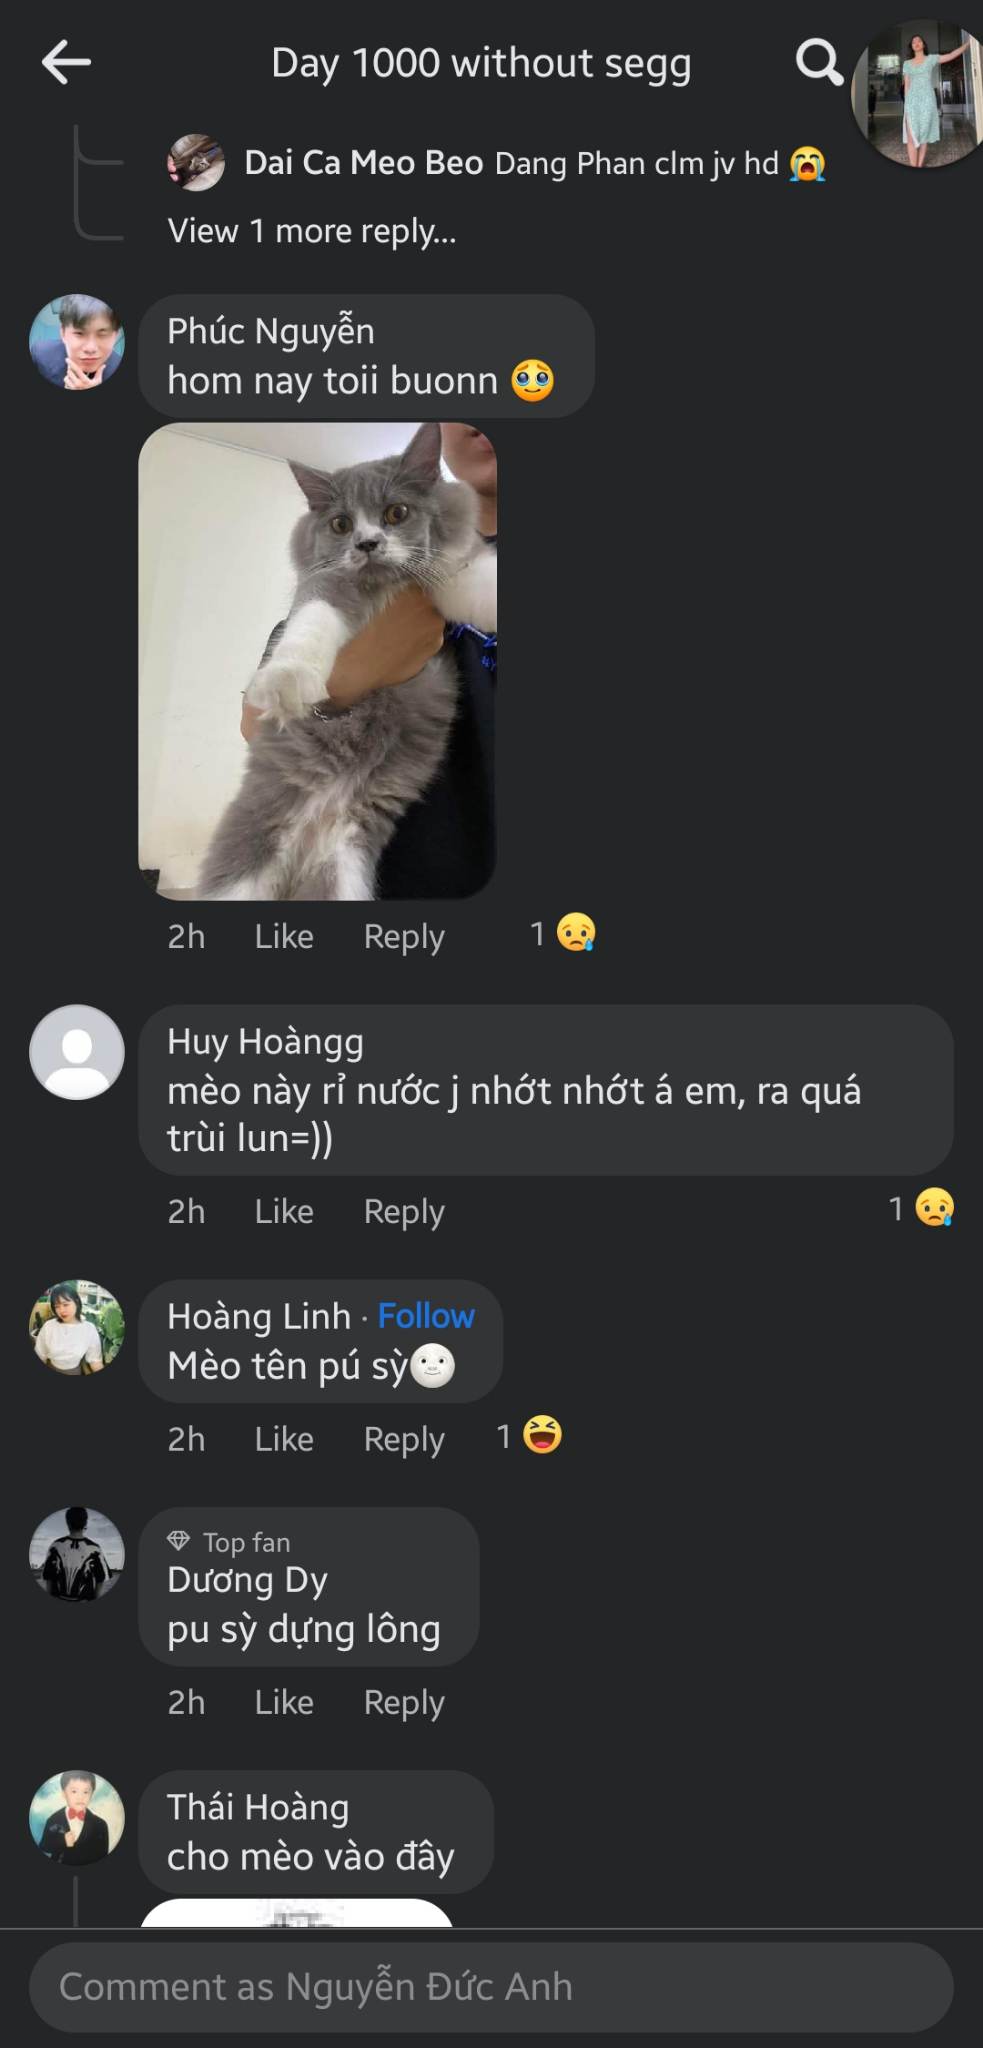 Day 1000 without segg
Dai Ca Meo Beo Dang Phan clm jv hd 😭
View 1 more reply...
Phúc Nguyễn
hom nay toii buonn 🥹
2h Like Reply 1 😢
Huy Hoàngg
mèo này rỉ nước j nhớt nhớt á em, ra quá
trùi lun=))
2h Like Reply 1 😢
Hoàng Linh · Follow
Mèo tên pú sỳ🌝
2h Like Reply 1 😆
Top fan
Dương Dy
pu sỳ dựng lông
2h Like Reply
Thái Hoàng
cho mèo vào đây
Comment as Nguyễn Đức Anh